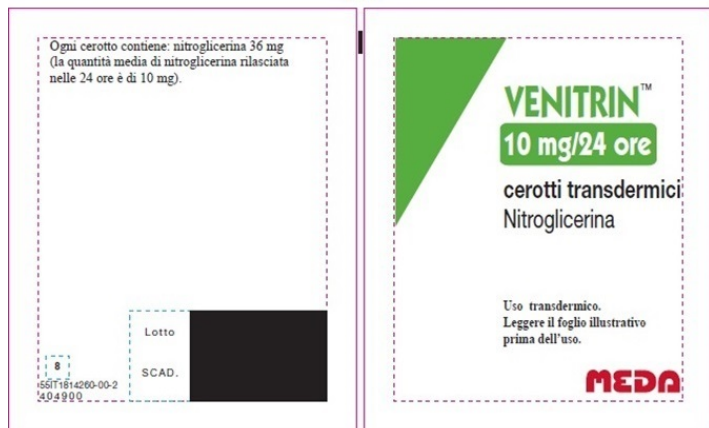 Ogni cerotto contiene: nitroglicerina 36 mg
(la quantità media di nitroglicerina rilasciata
nelle 24 ore è di 10 mg).
Lotto
SCAD.
8
55IT1814260-00-2
404900
VENITRIN™
10 mg/24 ore
cerotti transdermici
Nitroglicerina
Uso transdermico.
Leggere il foglio illustrativo
prima dell’uso.
MEDA